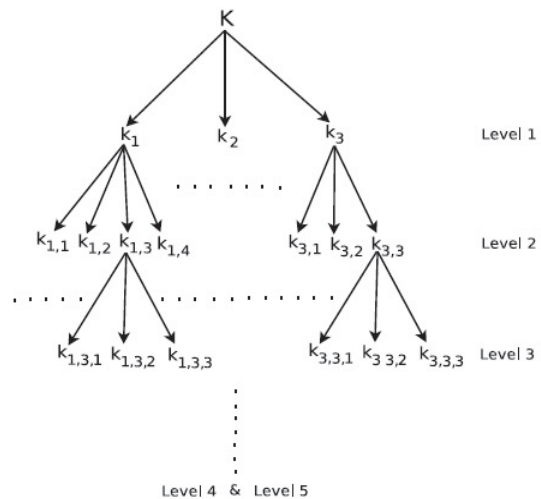 K
k1 k2 k3 Level 1
k1,1 k1,2 k1,3 k1,4 k3,1 k3,2 k3,3 Level 2
k1,3,1 k1,3,2 k1,3,3 k3,3,1 k3 3,2 k3,3,3 Level 3
Level 4 & Level 5